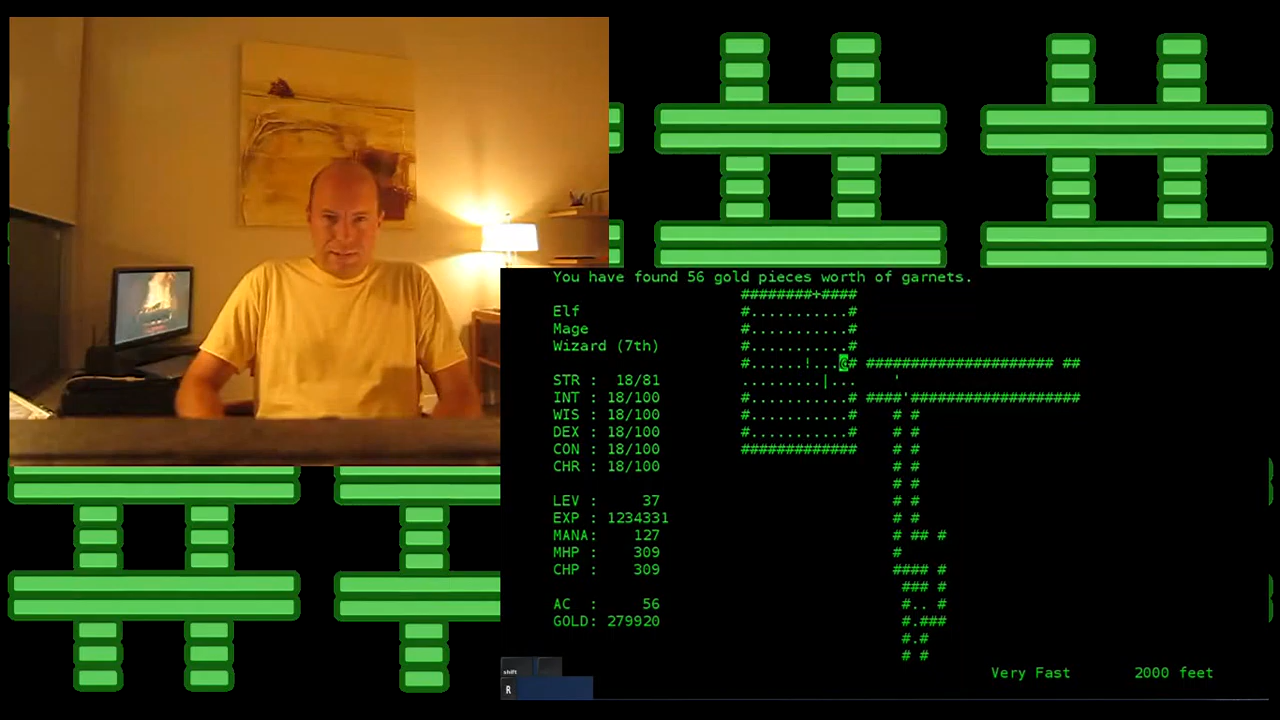 You have found 56 gold pieces worth of garnets.
########+####
Elf #...........#
Mage #...........#
Wizard (7th) #...........#
#......!...@# ##################### ##
STR : 18/81 .........|... '
INT : 18/100 #...........# ####'###################
WIS : 18/100 #...........# # #
DEX : 18/100 #...........# # #
CON : 18/100 ############# # #
CHR : 18/100 # #
# #
LEV : 37 # #
EXP : 1234331 # #
MANA: 127 # ## #
MHP : 309 #
CHP : 309 #### #
### #
AC : 56 #.. #
GOLD: 279920 #.###
#.#
# #
Very Fast 2000 feet
shift
R